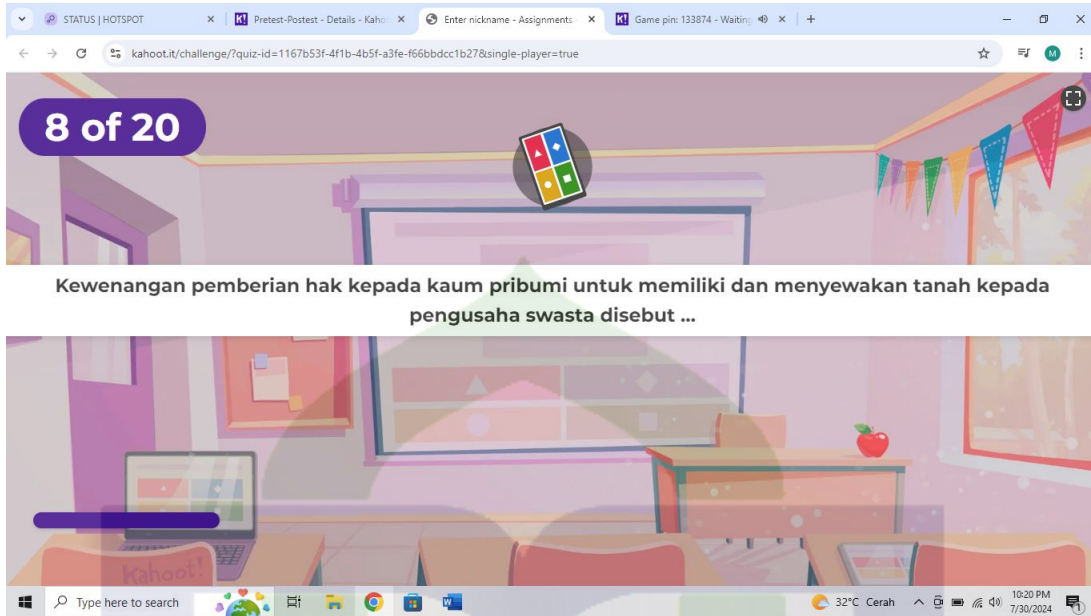 STATUS | HOTSPOT
Pretest-Postest - Details - Kaho
Enter nickname - Assignments
Game pin: 133874 - Waiting
kahoot.it/challenge/?quiz-id=1167b53f-4f1b-4b5f-a3fe-f66bbdcc1b27&single-player=true
M
8 of 20
Kewenangan pemberian hak kepada kaum pribumi untuk memiliki dan menyewakan tanah kepada
pengusaha swasta disebut ...
Kahoot!
Type here to search
32°C Cerah
10:20 PM
7/30/2024